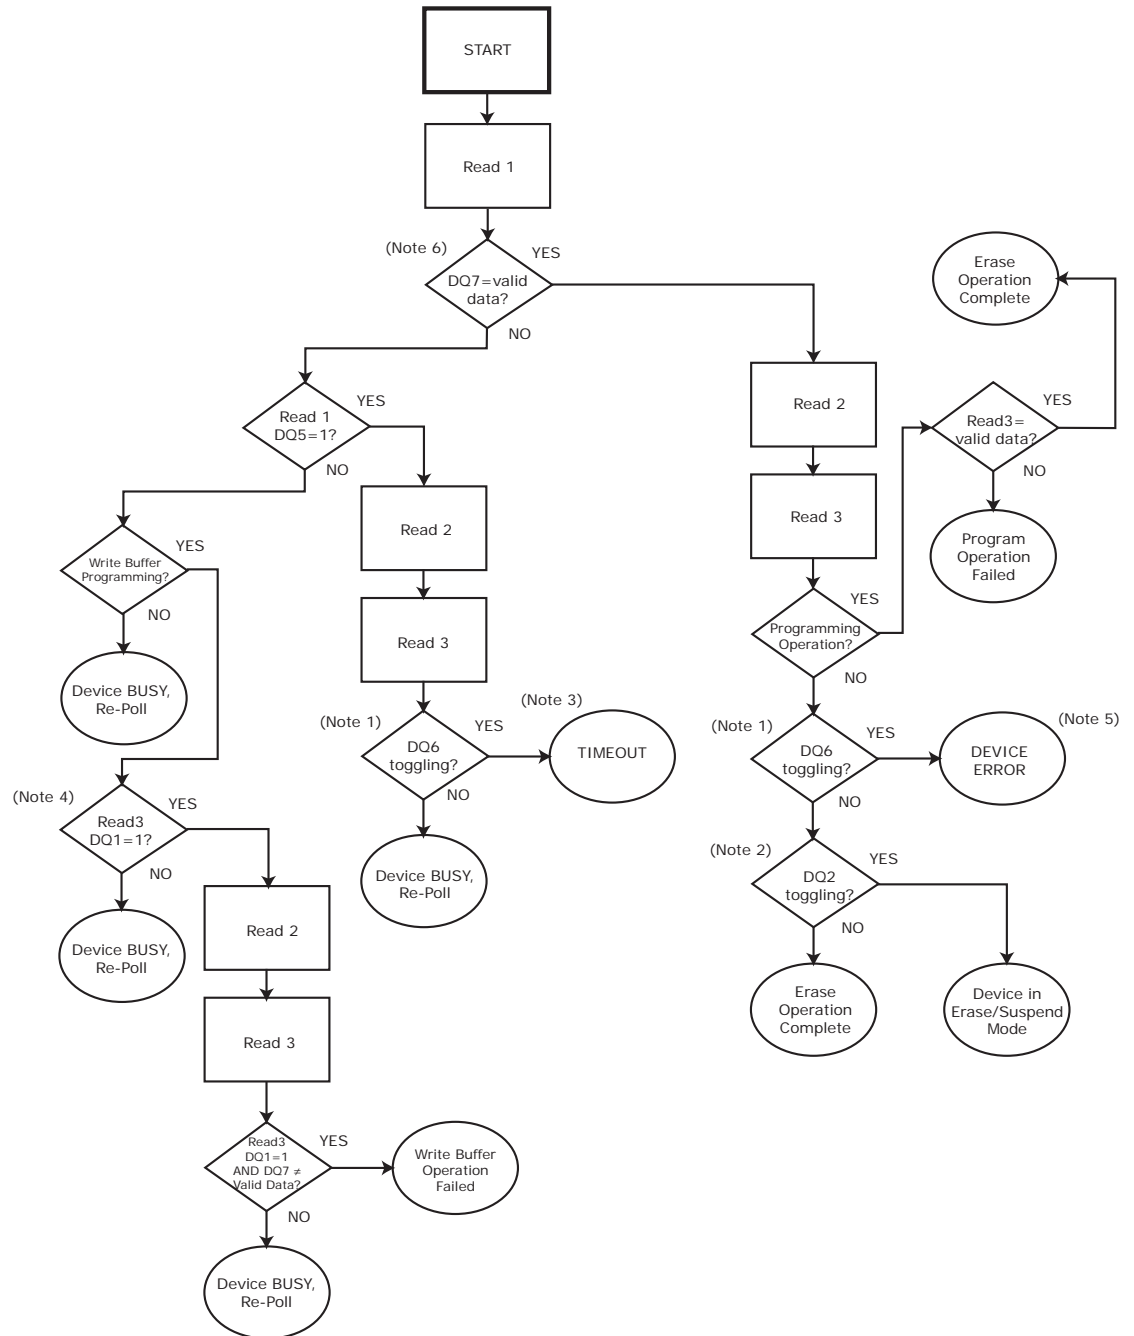 START
Read 1
(Note 6)
YES
DQ7=valid
data?
NO
Erase
Operation
Complete
Read 1
DQ5=1?
YES
NO
Read 2
Read3=
valid data?
YES
NO
Read 2
Read 3
Program
Operation
Failed
Write Buffer
Programming?
YES
NO
Device BUSY,
Re-Poll
Read 3
Programming
Operation?
YES
NO
(Note 1)
DQ6
toggling?
YES
NO
(Note 3)
TIMEOUT
(Note 1)
DQ6
toggling?
YES
NO
DEVICE
ERROR
(Note 5)
(Note 4)
Read3
DQ1=1?
YES
NO
Device BUSY,
Re-Poll
(Note 2)
DQ2
toggling?
YES
NO
Device BUSY,
Re-Poll
Read 2
Erase
Operation
Complete
Device in
Erase/Suspend
Mode
Read 3
Read3
DQ1=1
AND DQ7 ≠
Valid Data?
YES
NO
Write Buffer
Operation
Failed
Device BUSY,
Re-Poll